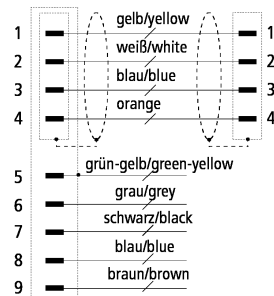 1 gelb/yellow 1
2 weiß/white 2
3 blau/blue 3
4 orange 4
5 grün-gelb/green-yellow
6 grau/grey
7 schwarz/black
8 blau/blue
9 braun/brown